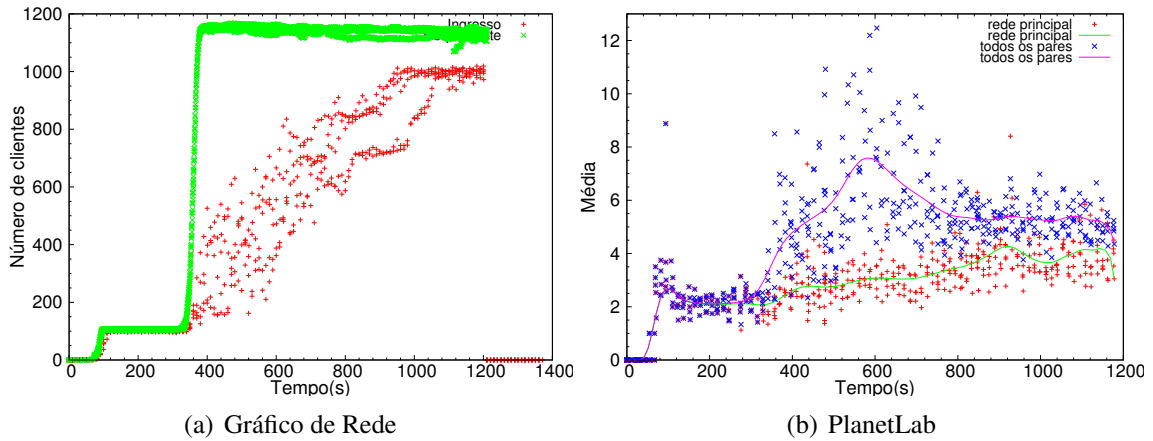 Número de clientes
1200
1000
800
600
400
200
0
0 200 400 600 800 1000 1200 1400
Tempo(s)
Ingresso
(a) Gráfico de Rede
Média
12
10
8
6
4
2
0
0 200 400 600 800 1000 1200
Tempo(s)
rede principal
rede principal
todos os pares
todos os pares
(b) PlanetLab